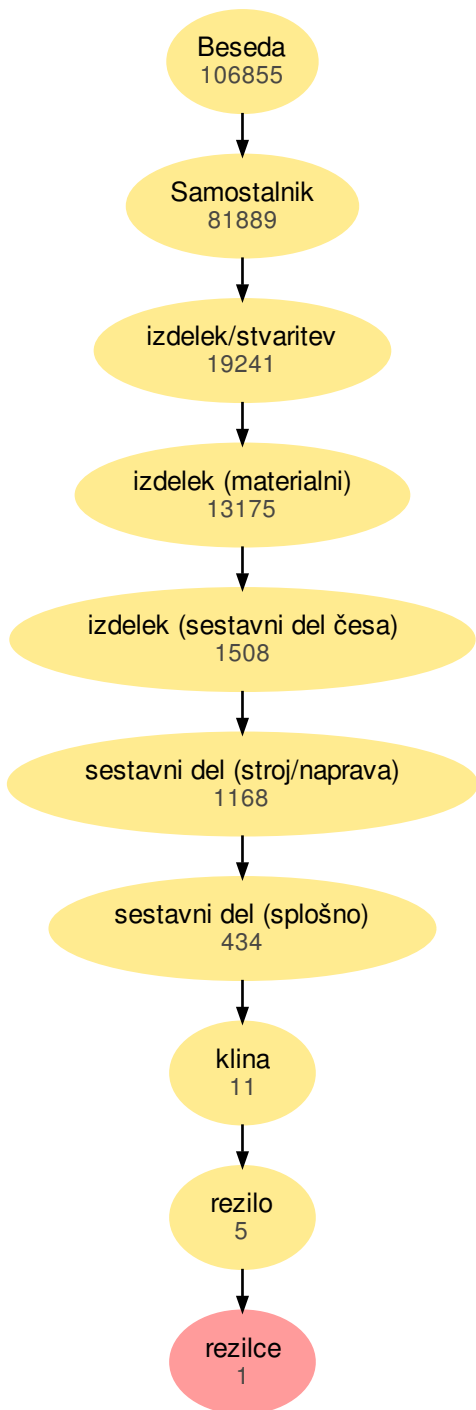 Beseda
106855
Samostalnik
81889
izdelek/stvaritev
19241
izdelek (materialni)
13175
izdelek (sestavni del česa)
1508
sestavni del (stroj/naprava)
1168
sestavni del (splošno)
434
klina
11
rezilo
5
rezilce
1